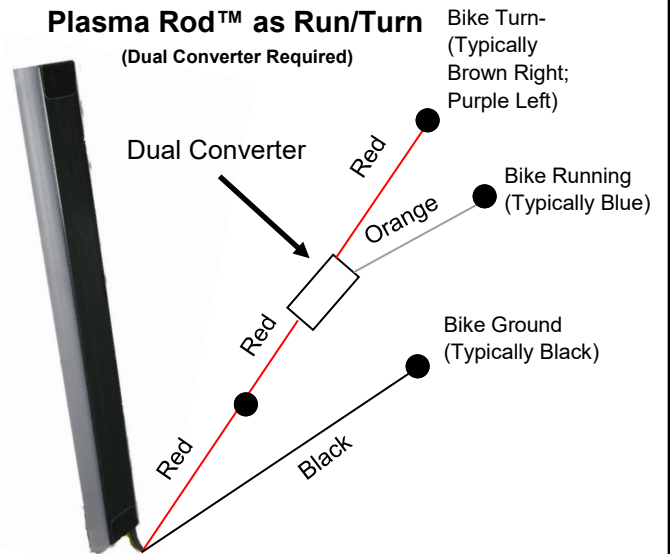 Plasma Rod™ as Run/Turn
(Dual Converter Required)
Bike Turn-
(Typically
Brown Right;
Purple Left)
Dual Converter
Red
Bike Running
(Typically Blue)
Orange
Red
Bike Ground
(Typically Black)
Red
Black